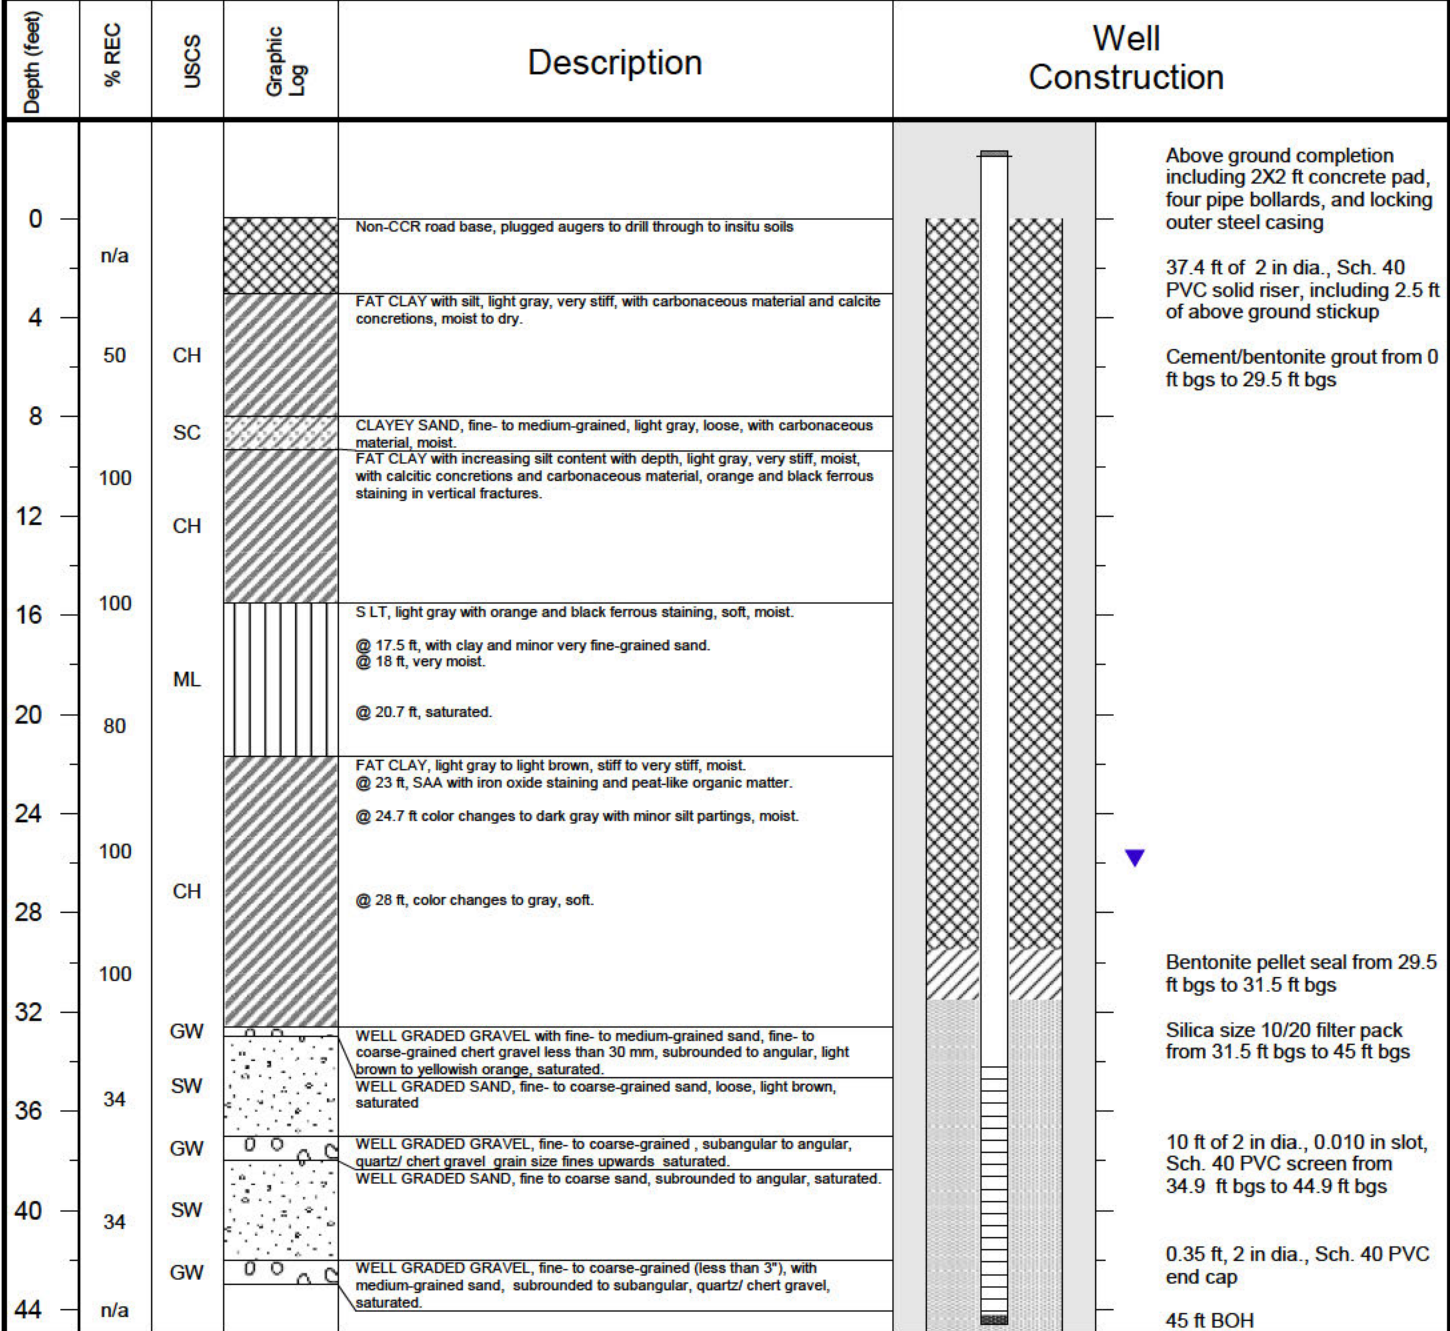 Depth (feet)
% REC
USCS
Graphic
Log
Description
Well
Construction
Above ground completion
including 2X2 ft concrete pad,
four pipe bollards, and locking
outer steel casing
0
Non-CCR road base, plugged augers to drill through to insitu soils
n/a
37.4 ft of 2 in dia., Sch. 40
PVC solid riser, including 2.5 ft
of above ground stickup
FAT CLAY with silt, light gray, very stiff, with carbonaceous material and calcite
concretions, moist to dry.
4
50
CH
Cement/bentonite grout from 0
ft bgs to 29.5 ft bgs
8
SC
CLAYEY SAND, fine- to medium-grained, light gray, loose, with carbonaceous
material, moist.
FAT CLAY with increasing silt content with depth, light gray, very stiff, moist,
with calcitic concretions and carbonaceous material, orange and black ferrous
staining in vertical fractures.
100
12
CH
100
16
S LT, light gray with orange and black ferrous staining, soft, moist.
@ 17.5 ft, with clay and minor very fine-grained sand.
@ 18 ft, very moist.
ML
20
@ 20.7 ft, saturated.
80
FAT CLAY, light gray to light brown, stiff to very stiff, moist.
@ 23 ft, SAA with iron oxide staining and peat-like organic matter.
24
@ 24.7 ft color changes to dark gray with minor silt partings, moist.
100
CH
28
@ 28 ft, color changes to gray, soft.
100
Bentonite pellet seal from 29.5
ft bgs to 31.5 ft bgs
32
GW
WELL GRADED GRAVEL with fine- to medium-grained sand, fine- to
coarse-grained chert gravel less than 30 mm, subrounded to angular, light
brown to yellowish orange, saturated.
Silica size 10/20 filter pack
from 31.5 ft bgs to 45 ft bgs
SW
WELL GRADED SAND, fine- to coarse-grained sand, loose, light brown,
saturated
34
36
GW
WELL GRADED GRAVEL, fine- to coarse-grained , subangular to angular,
quartz/ chert gravel grain size fines upwards saturated.
10 ft of 2 in dia., 0.010 in slot,
Sch. 40 PVC screen from
34.9 ft bgs to 44.9 ft bgs
WELL GRADED SAND, fine to coarse sand, subrounded to angular, saturated.
40
SW
34
0.35 ft, 2 in dia., Sch. 40 PVC
end cap
GW
WELL GRADED GRAVEL, fine- to coarse-grained (less than 3"), with
medium-grained sand, subrounded to subangular, quartz/ chert gravel,
saturated.
44
n/a
45 ft BOH